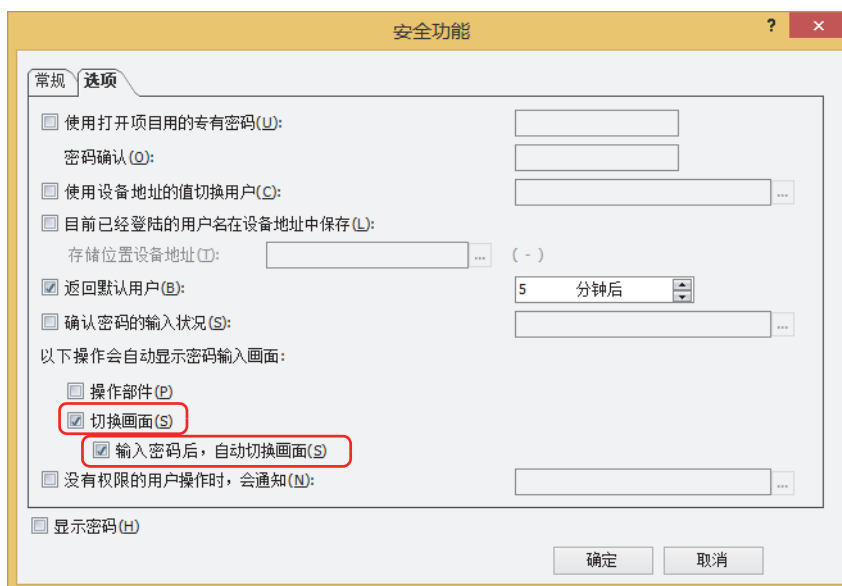 安全功能
?
常规 选项
使用打开项目用的专有密码(U):
密码确认(O):
使用设备地址的值切换用户(C):
...
目前已经登陆的用户名在设备地址中保存(L):
存储位置设备地址(T): ... ( - )
返回默认用户(B): 5 分钟后
确认密码的输入状况(S): ...
以下操作会自动显示密码输入画面:
操作部件(P)
切换画面(S)
输入密码后，自动切换画面(S)
没有权限的用户操作时，会通知(N): ...
显示密码(H)
确定 取消